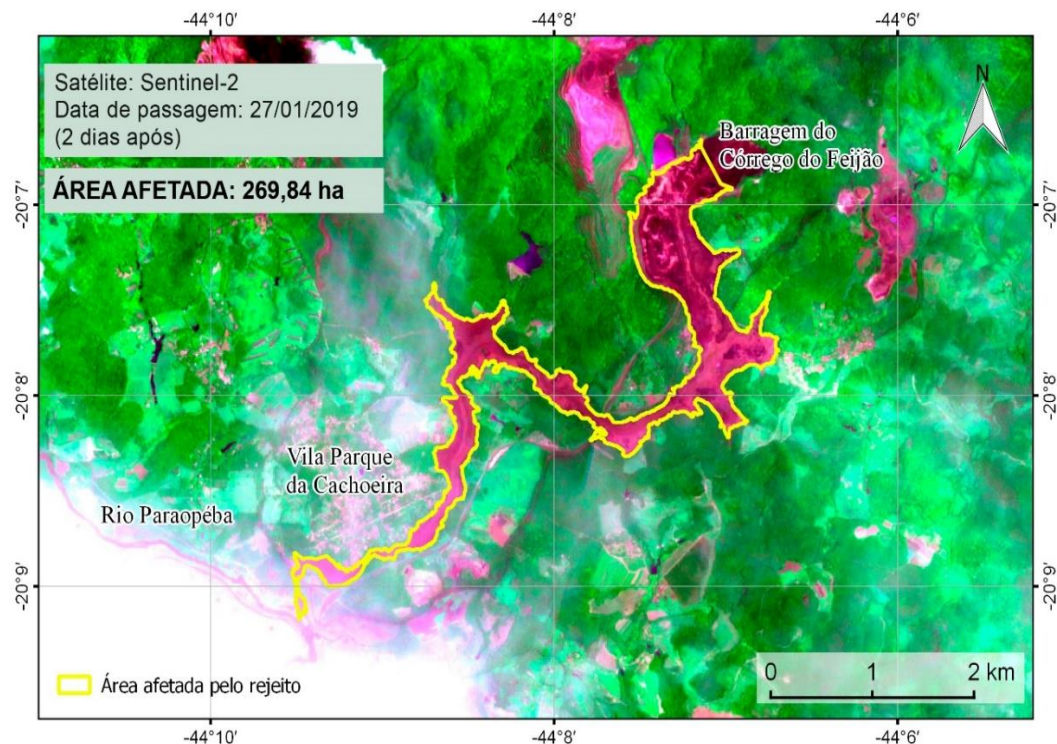 -44°10'
-44°8'
-44°6'
Satélite: Sentinel-2
Data de passagem: 27/01/2019
(2 dias após)
ÁREA AFETADA: 269,84 ha
N
Barragem do
Córrego do Feijão
-20°7'
-20°7'
-20°8'
-20°8'
Vila Parque
da Cachoeira
Rio Paraopéba
-20°9'
-20°9'
Área afetada pelo rejeito
0 1 2 km
-44°10'
-44°8'
-44°6'